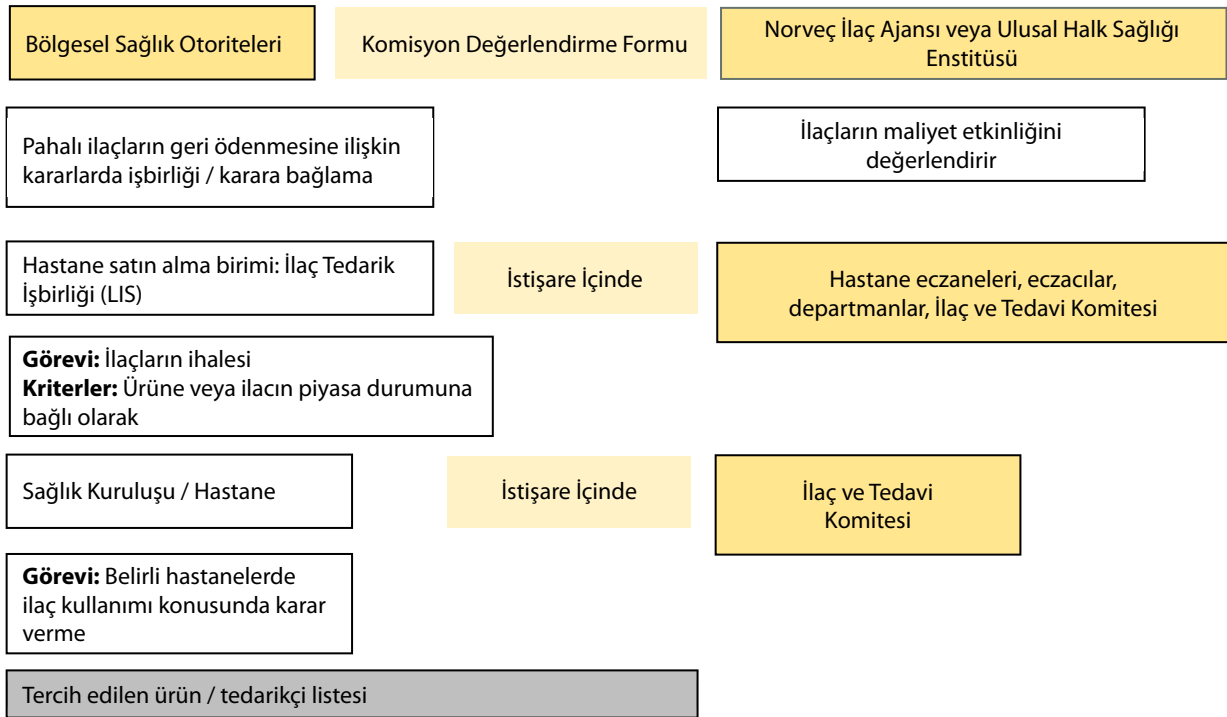 Bölgesel Sağlık Otoriteleri
Komisyon Değerlendirme Formu
Norveç İlaç Ajansı veya Ulusal Halk Sağlığı
Enstitüsü
Pahalı ilaçların geri ödenmesine ilişkin
kararlarda işbirliği / karara bağlama
İlaçların maliyet etkinliğini
değerlendirir
Hastane satın alma birimi: İlaç Tedarik
İşbirliği (LIS)
İstişare İçinde
Hastane eczaneleri, eczacılar,
departmanlar, İlaç ve Tedavi Komitesi
Görevi: İlaçların ihalesi
Kriterler: Ürüne veya ilacın piyasa durumuna
bağlı olarak
Sağlık Kuruluşu / Hastane
İstişare İçinde
İlaç ve Tedavi
Komitesi
Görevi: Belirli hastanelerde
ilaç kullanımı konusunda karar
verme
Tercih edilen ürün / tedarikçi listesi